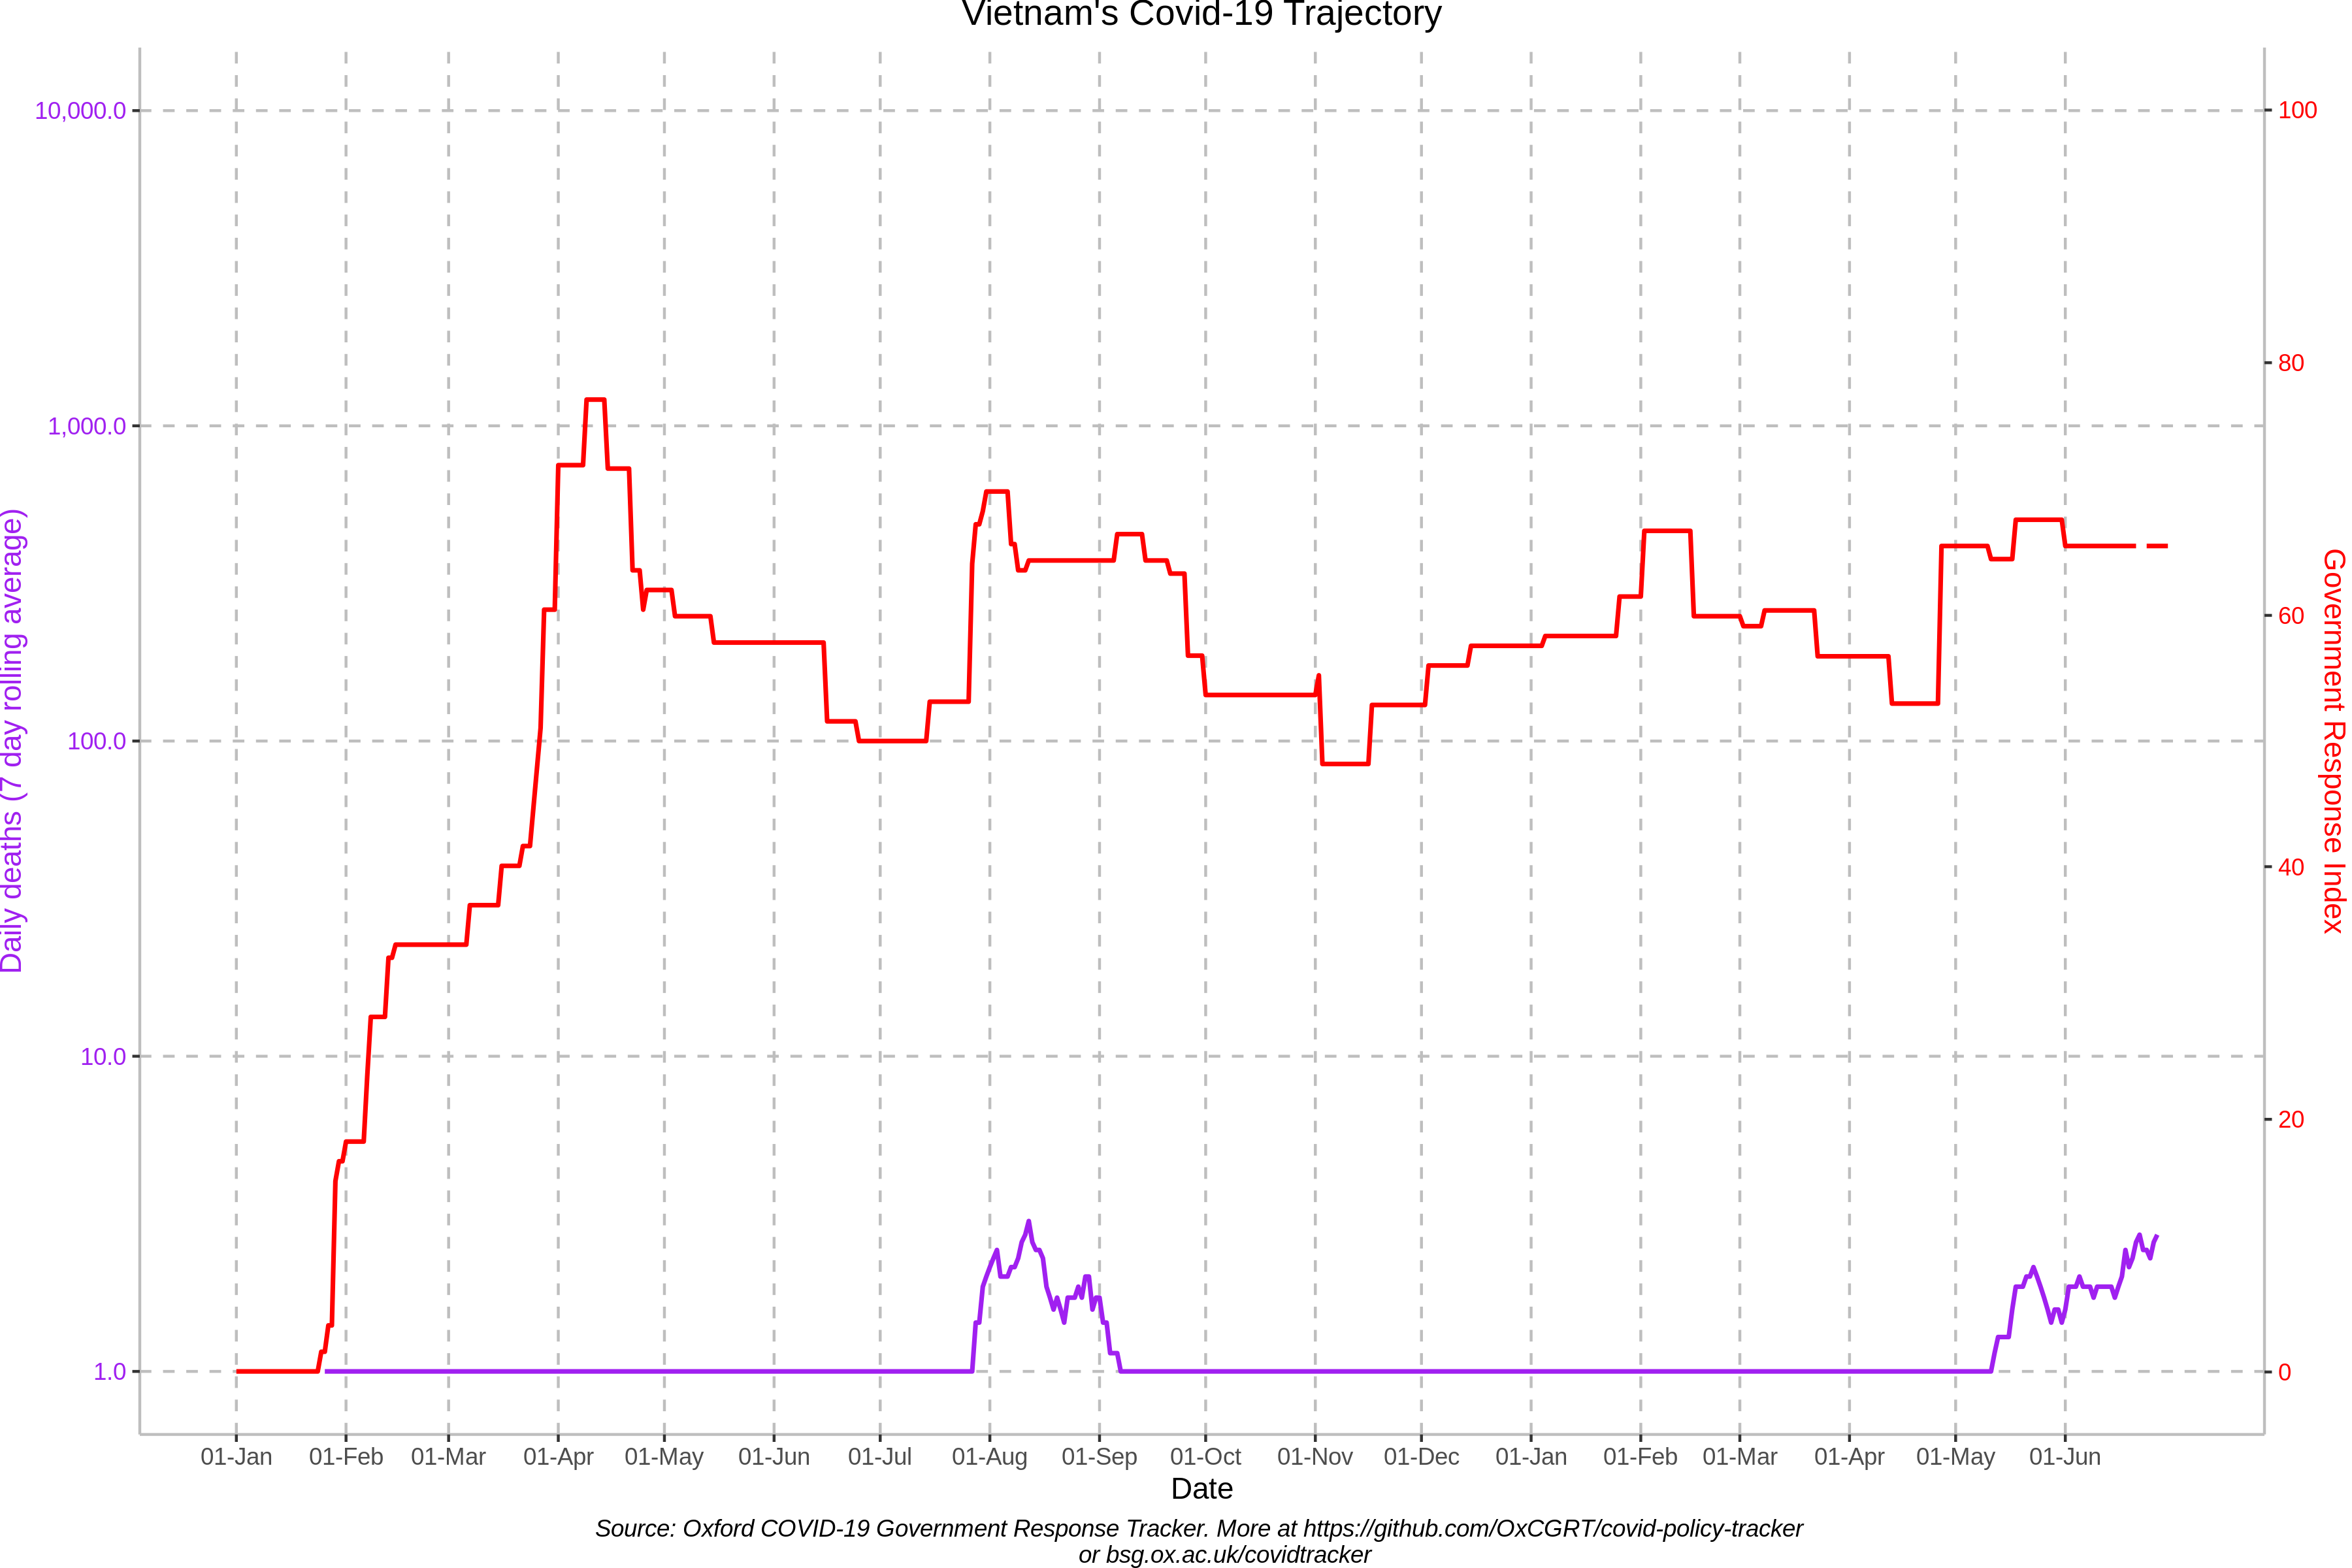 Vietnam's Covid-19 Trajectory
10,000.0
1,000.0
100.0
10.0
1.0
Daily deaths (7 day rolling average)
100
80
60
40
20
0
Government Response Index
01-Jan 01-Feb 01-Mar 01-Apr 01-May 01-Jun 01-Jul 01-Aug 01-Sep 01-Oct 01-Nov 01-Dec 01-Jan 01-Feb 01-Mar 01-Apr 01-May 01-Jun
Date
Source: Oxford COVID-19 Government Response Tracker. More at https://github.com/OxCGRT/covid-policy-tracker
or bsg.ox.ac.uk/covidtracker